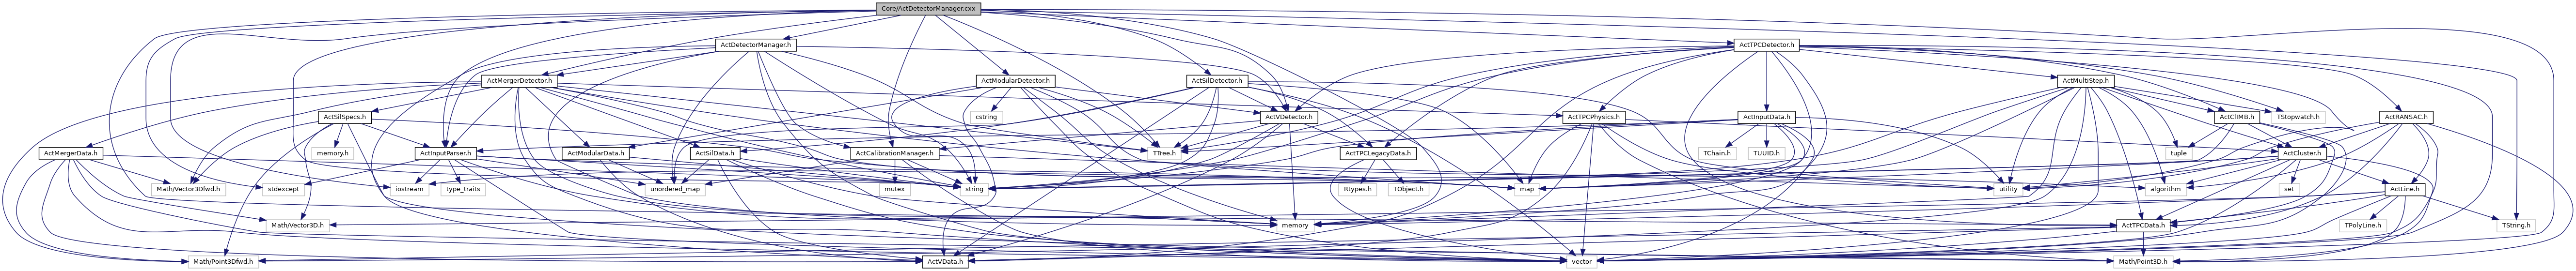 Core/ActDetectorManager.cxx
ActDetectorManager.h
ActTPCDetector.h
ActMergerDetector.h
ActModularDetector.h
ActSilDetector.h
ActMultiStep.h
ActSilSpecs.h
cstring
ActVDetector.h
ActTPCPhysics.h
ActInputData.h
ActCIMB.h
TStopwatch.h
ActRANSAC.h
ActMergerData.h
memory.h
ActInputParser.h
ActModularData.h
ActSilData.h
ActCalibrationManager.h
TTree.h
ActTPCLegacyData.h
TChain.h
TUUID.h
tuple
ActCluster.h
Math/Vector3Dfwd.h
stdexcept
iostream
type_traits
unordered_map
mutex
string
Rtypes.h
TObject.h
map
utility
algorithm
set
ActLine.h
Math/Vector3D.h
memory
ActTPCData.h
TPolyLine.h
TString.h
Math/Point3Dfwd.h
ActVData.h
vector
Math/Point3D.h